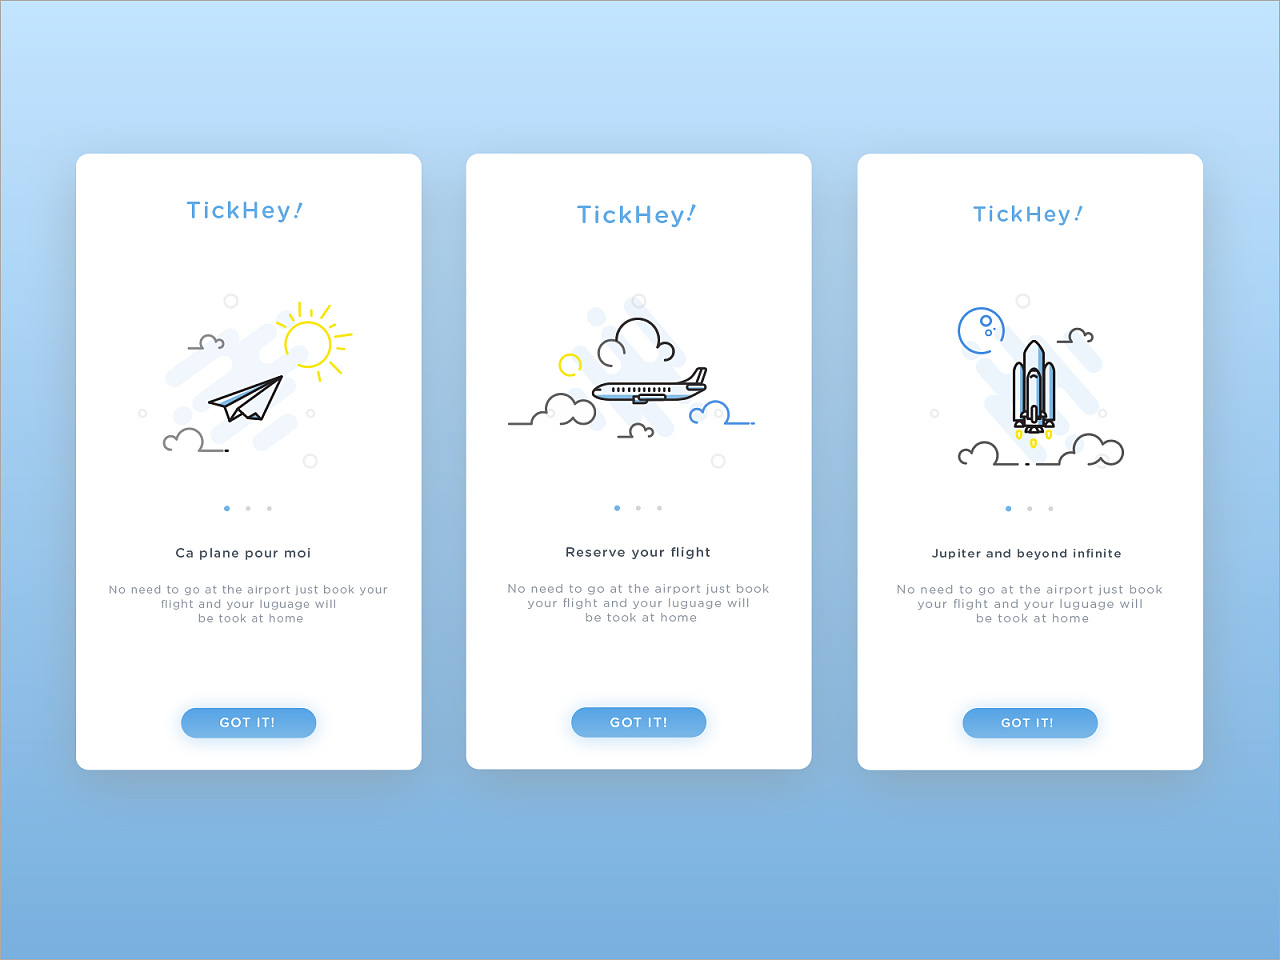 TickHey!
Ca plane pour moi
No need to go at the airport just book your
flight and your luguage will
be took at home
GOT IT!
TickHey!
Reserve your flight
No need to go at the airport just book
your flight and your luguage will
be took at home
GOT IT!
TickHey!
Jupiter and beyond infinite
No need to go at the airport just book
your flight and your luguage will
be took at home
GOT IT!